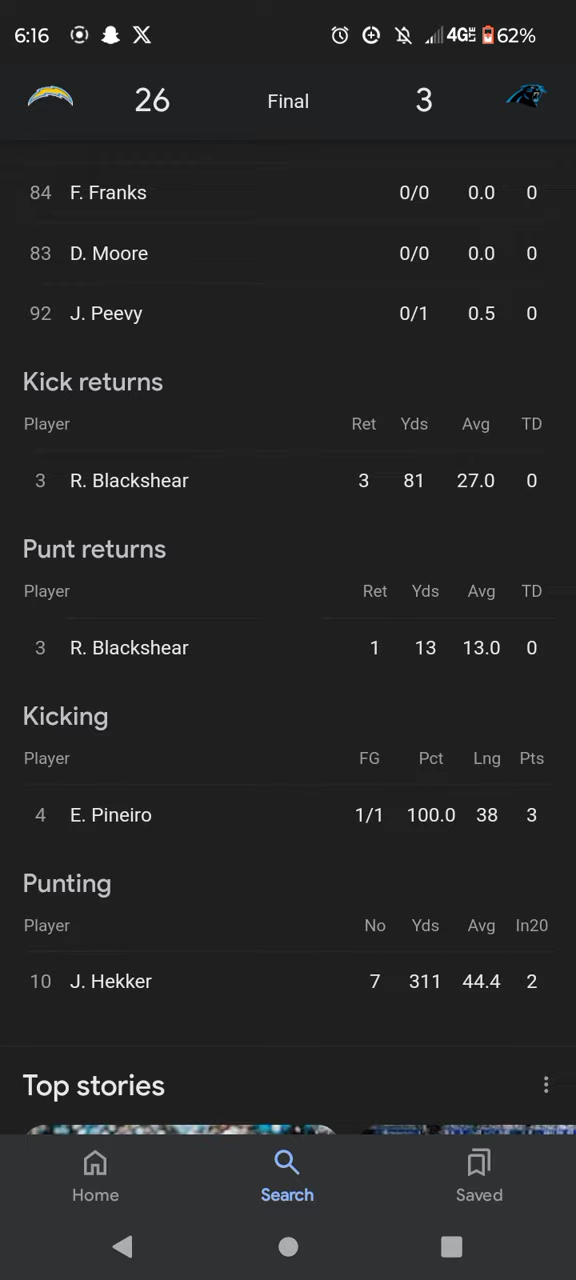 6:16 4G LTE 62%
26 Final 3
84 F. Franks 0/0 0.0 0
83 D. Moore 0/0 0.0 0
92 J. Peevy 0/1 0.5 0
Kick returns
Player Ret Yds Avg TD
3 R. Blackshear 3 81 27.0 0
Punt returns
Player Ret Yds Avg TD
3 R. Blackshear 1 13 13.0 0
Kicking
Player FG Pct Lng Pts
4 E. Pineiro 1/1 100.0 38 3
Punting
Player No Yds Avg In20
10 J. Hekker 7 311 44.4 2
Top stories
Home Search Saved